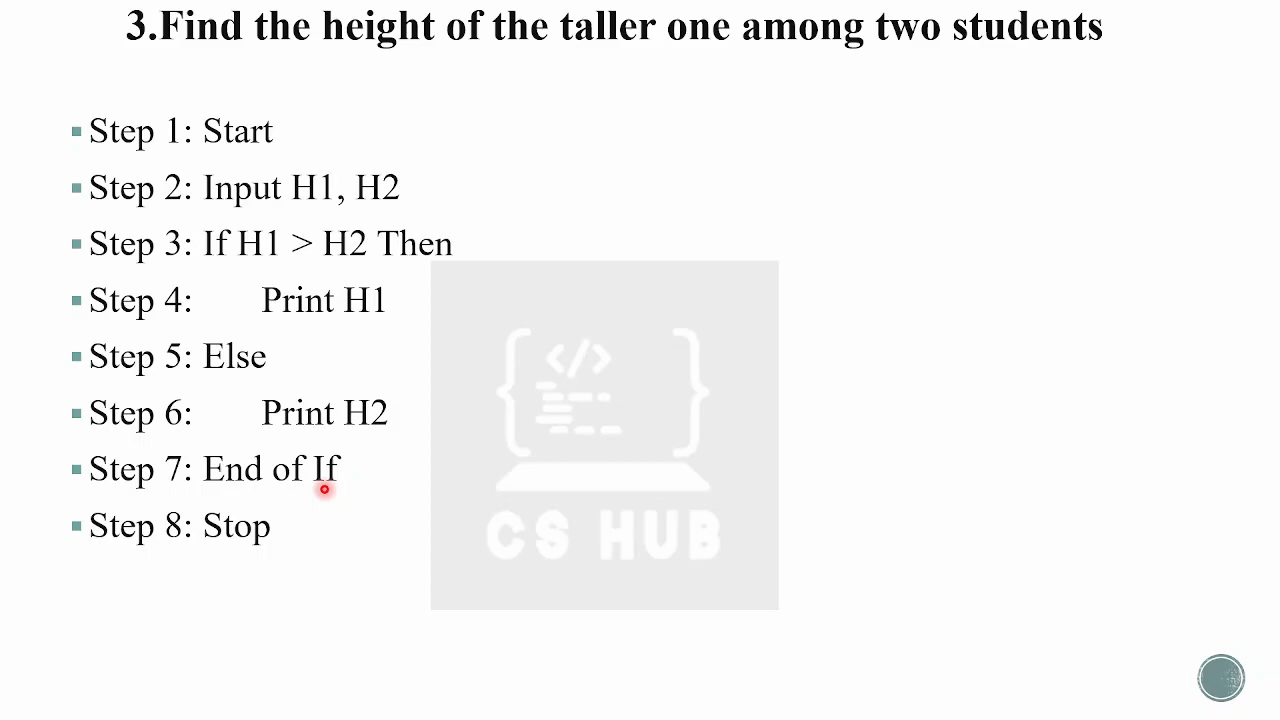 3.Find the height of the taller one among two students
Step 1: Start
Step 2: Input H1, H2
Step 3: If H1 > H2 Then
Step 4: Print H1
Step 5: Else
Step 6: Print H2
Step 7: End of If
Step 8: Stop
</>
CS HUB